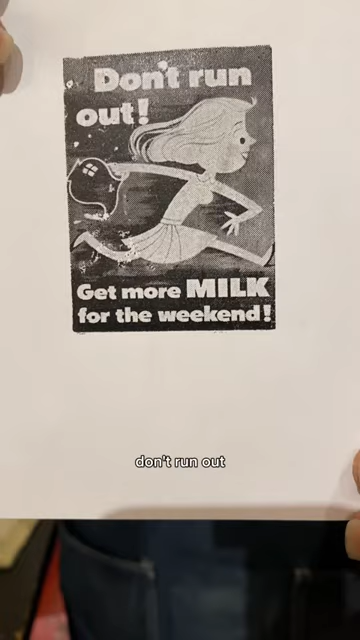 Don't run
out!
Get more MILK
for the weekend!
don't run out